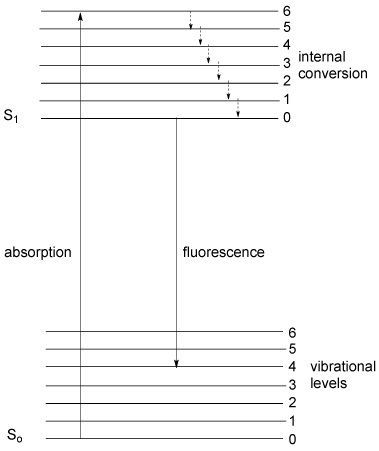 6
5
4
3
2
1
0
internal
conversion
S1
absorption
fluorescence
6
5
4
3
2
1
0
vibrational
levels
So